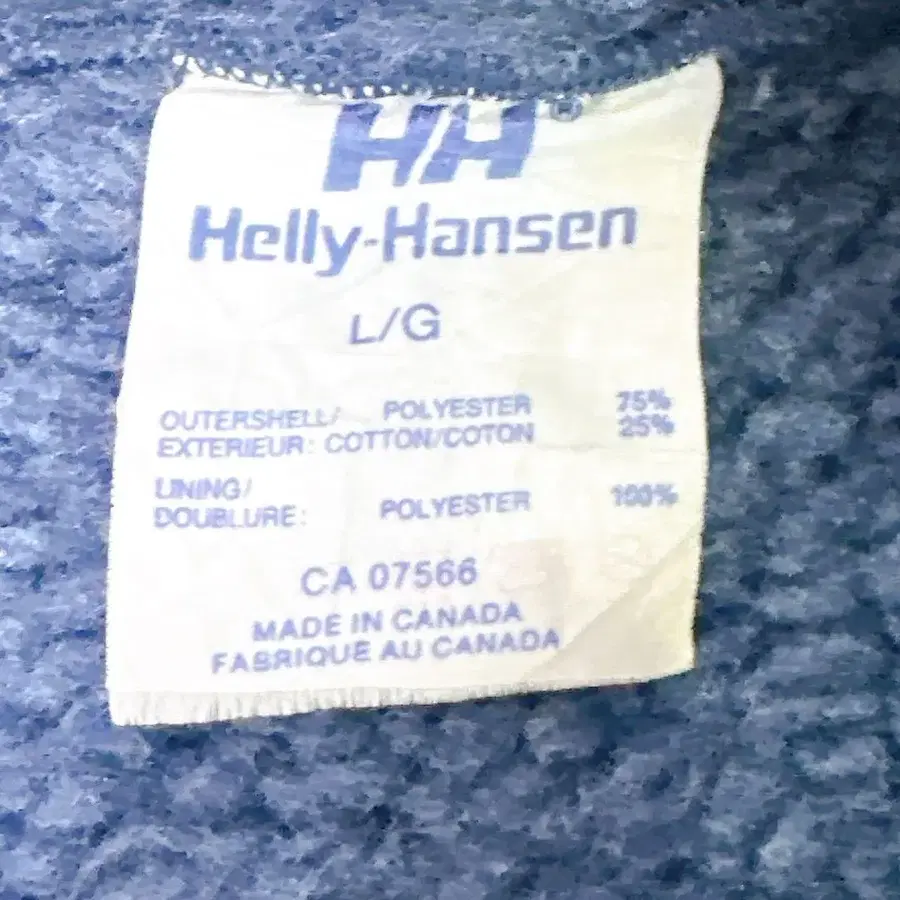 HH®
Helly-Hansen
L/G
OUTERSHELL/ POLYESTER 75%
EXTERIEUR: COTTON/COTON 25%
LINING/
DOUBLURE: POLYESTER 100%
CA 07566
MADE IN CANADA
FABRIQUE AU CANADA